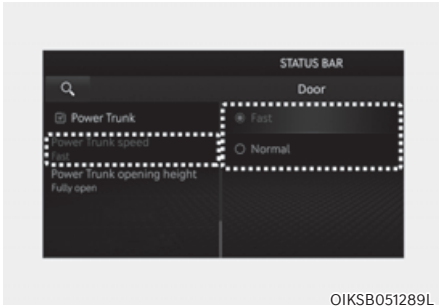 STATUS BAR
Door
Power Trunk
Power Trunk speed
Fast
Power Trunk opening height
Fully open
Fast
Normal
OIKSB051289L